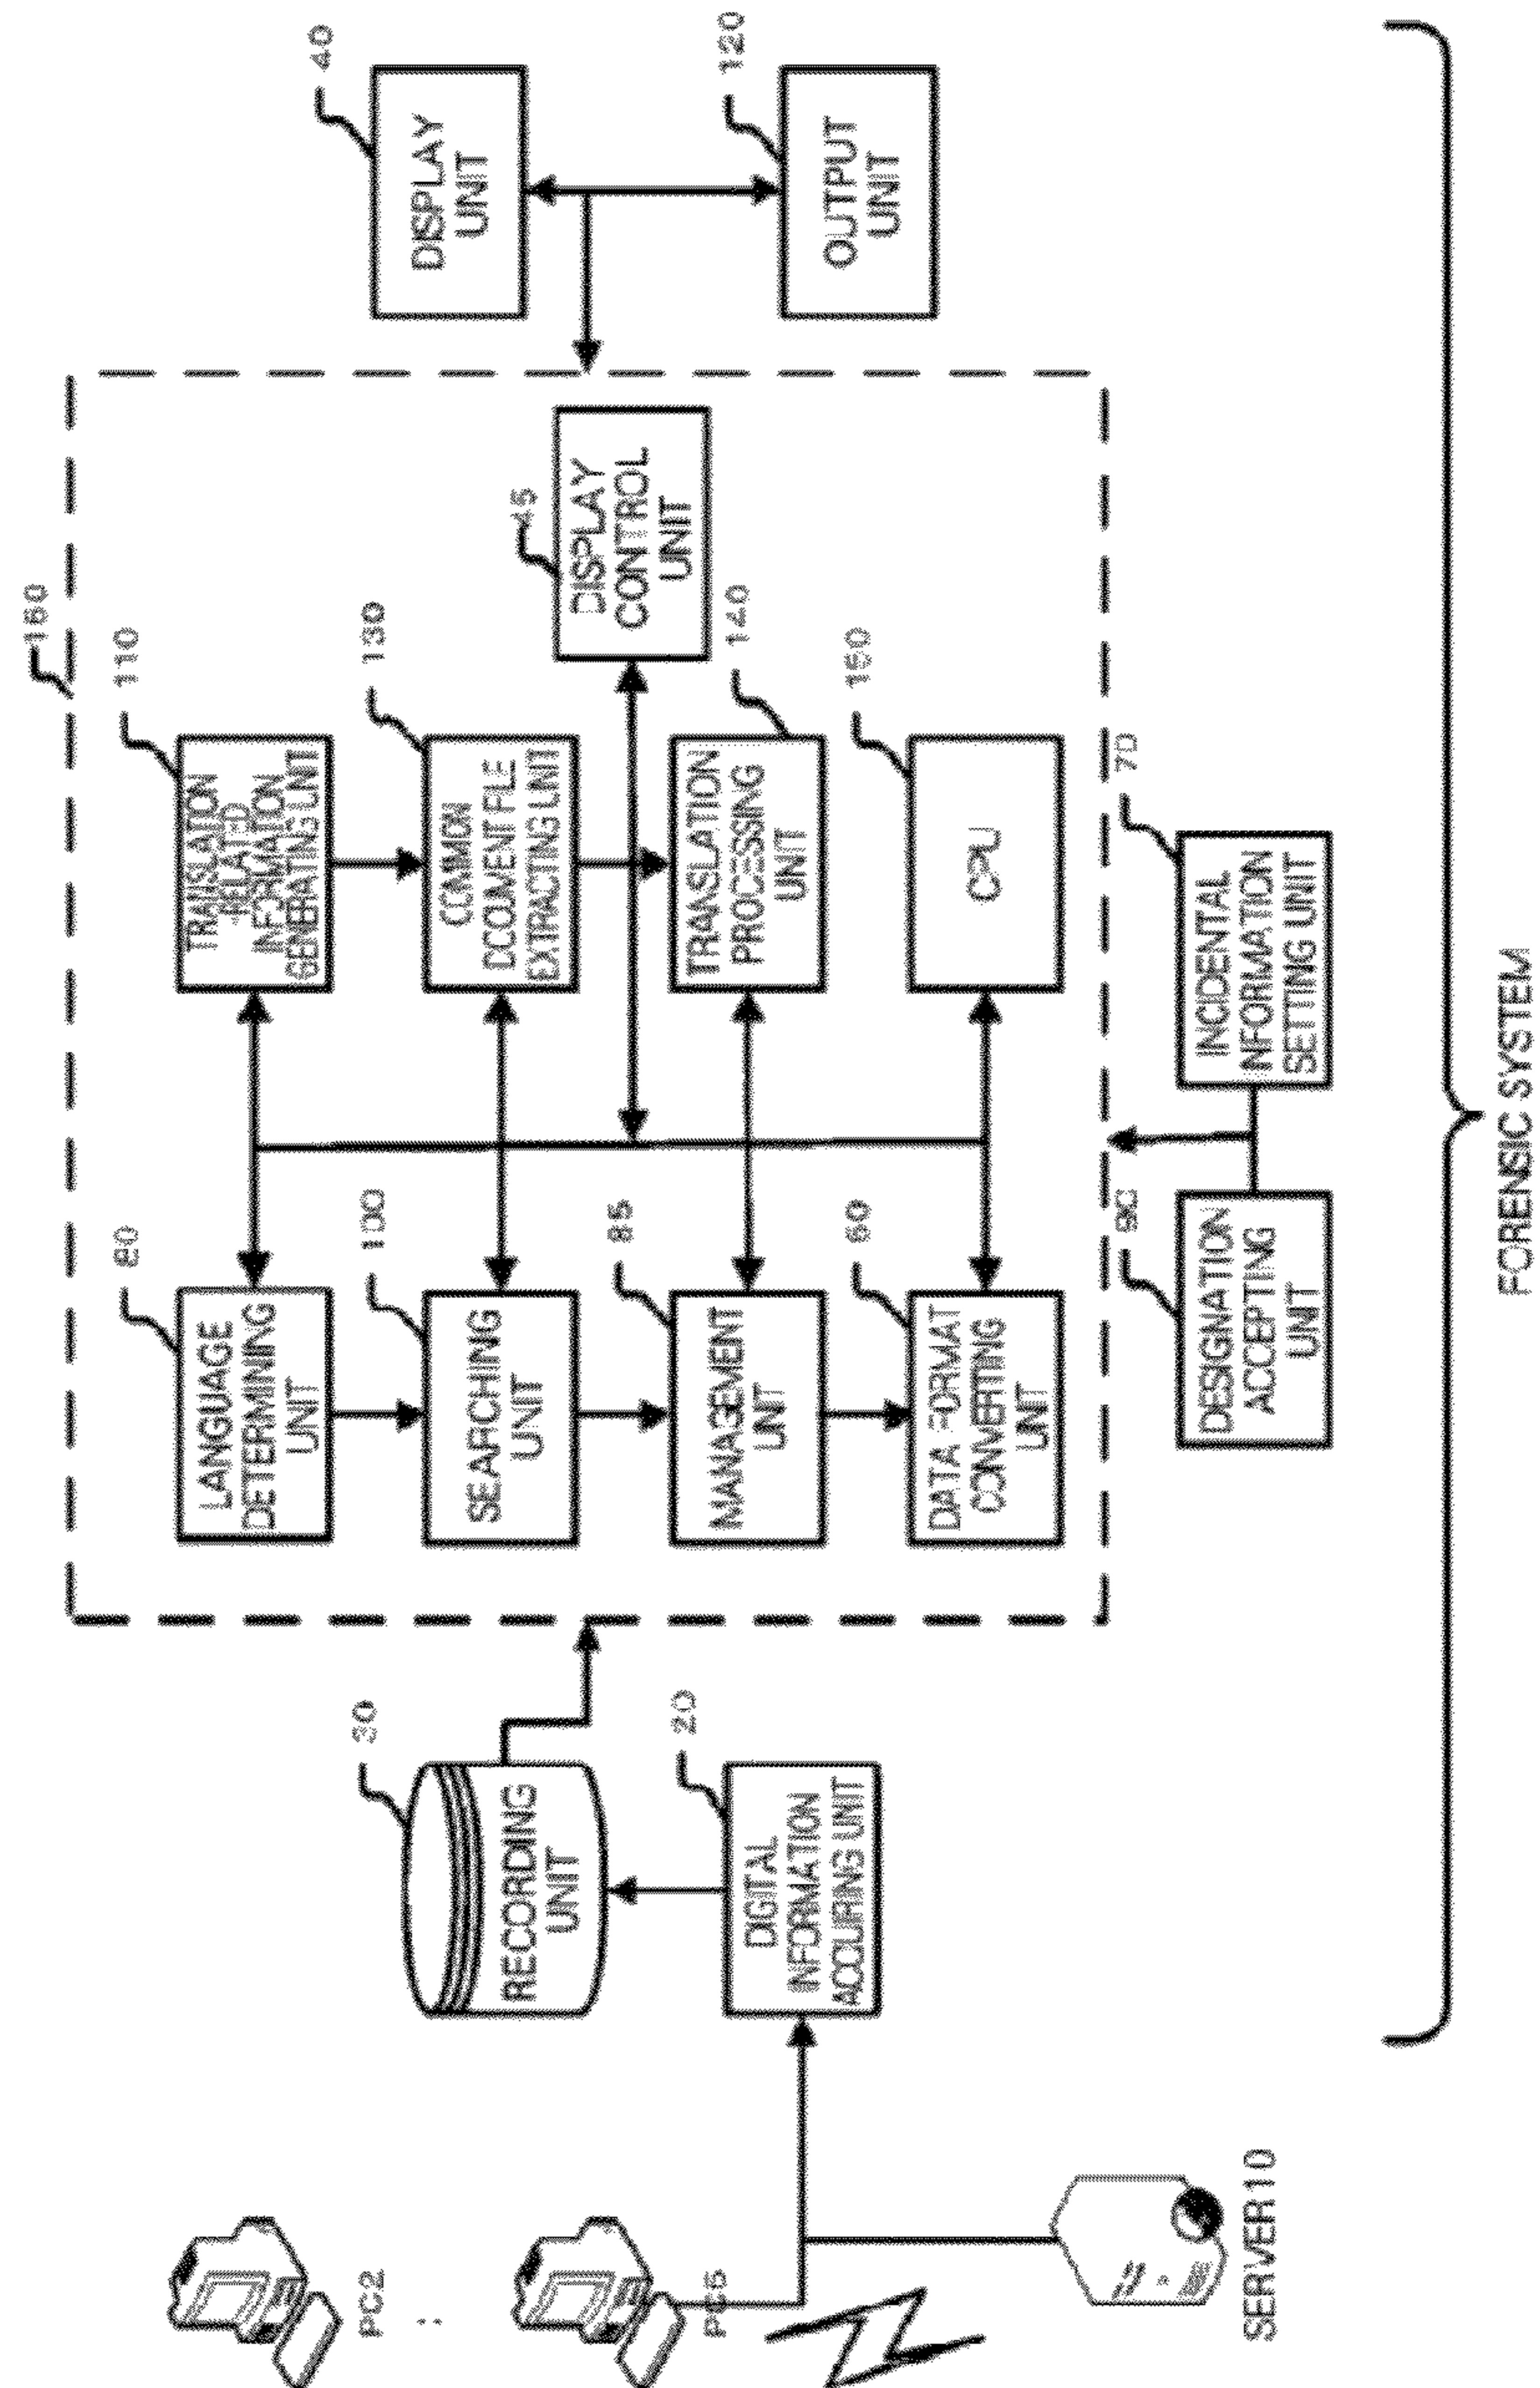 PC2
:
PC5
SERVER10
30
RECORDING
UNIT
20
DIGITAL
INFORMATION
ACQUIRING UNIT
160
80
LANGUAGE
DETERMINING
UNIT
100
SEARCHING
UNIT
85
MANAGEMENT
UNIT
60
DATA FORMAT
CONVERTING
UNIT
110
TRANSLATION
-RELATED
INFORMATION
GENERATING UNIT
130
COMMON
DOCUMENT FILE
EXTRACTING UNIT
140
TRANSLATION
PROCESSING
UNIT
150
CPU
45
DISPLAY
CONTROL
UNIT
90
DESIGNATION
ACCEPTING
UNIT
70
INCIDENTAL
INFORMATION
SETTING UNIT
40
DISPLAY
UNIT
120
OUTPUT
UNIT
FORENSIC SYSTEM